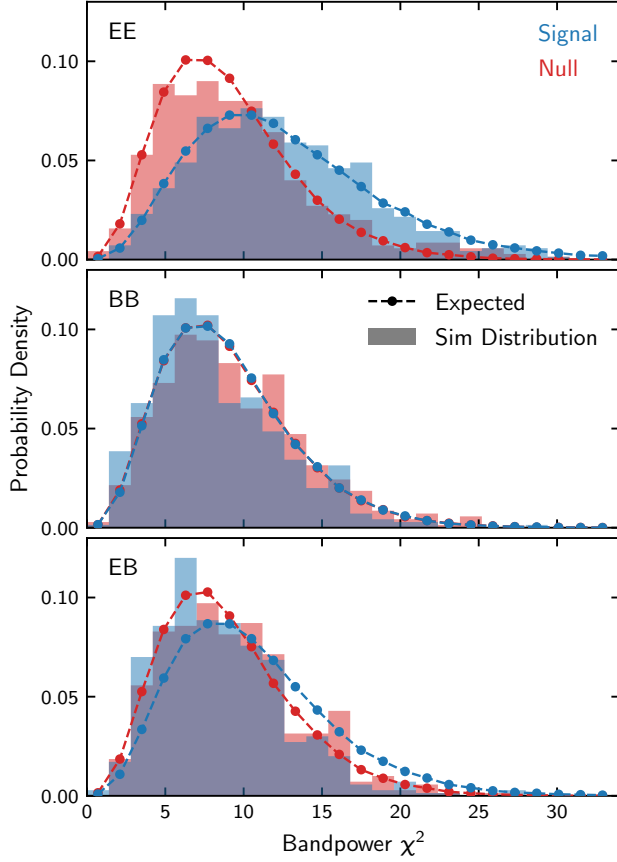 EE
Signal
Null
0.10
0.05
0.00
BB
Expected
Sim Distribution
0.10
0.05
0.00
Probability Density
EB
0.10
0.05
0.00
0 5 10 15 20 25 30
Bandpower χ²